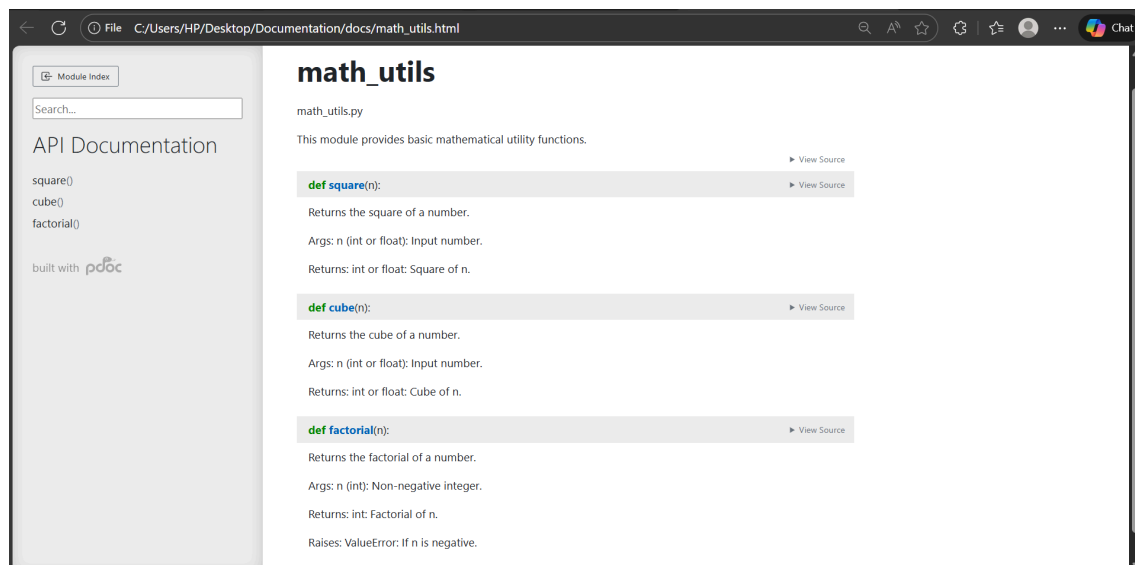 File C:/Users/HP/Desktop/Documentation/docs/math_utils.html
Chat
Module Index
Search...
API Documentation
square()
cube()
factorial()
built with pdoc
math_utils
math_utils.py
This module provides basic mathematical utility functions.
View Source
def square(n):
View Source
Returns the square of a number.
Args: n (int or float): Input number.
Returns: int or float: Square of n.
def cube(n):
View Source
Returns the cube of a number.
Args: n (int or float): Input number.
Returns: int or float: Cube of n.
def factorial(n):
View Source
Returns the factorial of a number.
Args: n (int): Non-negative integer.
Returns: int: Factorial of n.
Raises: ValueError: If n is negative.